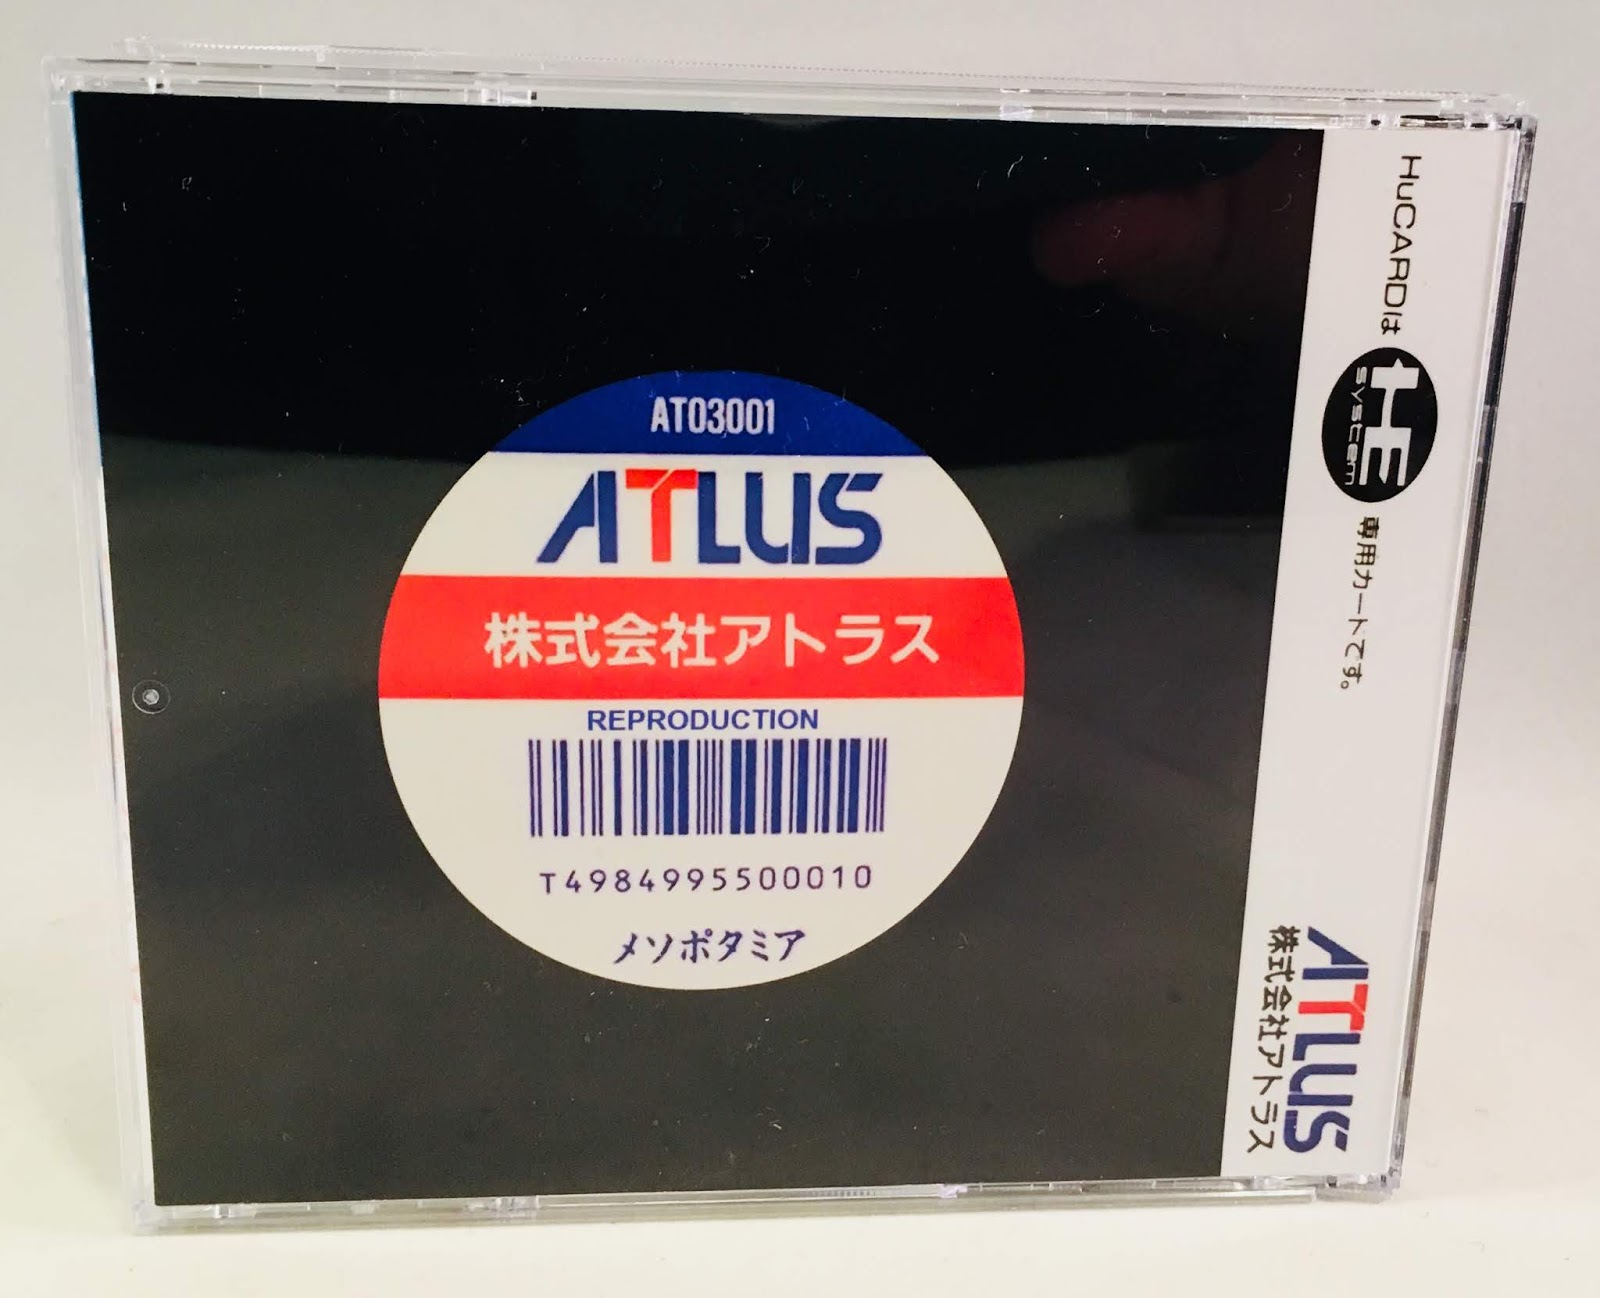 AT03001
ATLUS
株式会社アトラス
REPRODUCTION
T4984995500010
メソポタミア
HuCARDは HE system 専用カードです。
ATLUS
株式会社アトラス